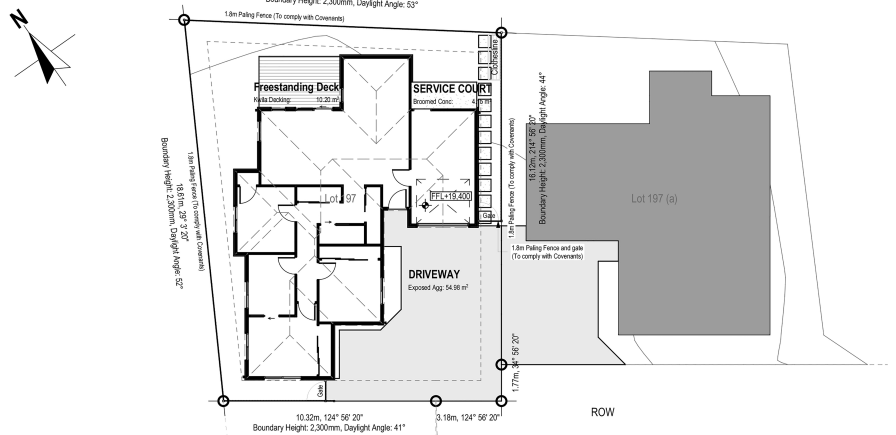 Boundary Height: 2,300mm, Daylight Angle: 53°
1.8m Paling Fence (To comply with Covenants)
N
Clothesline
Freestanding Deck
Kwila Decking: 10.20 m²
SERVICE COURT
Broomed Conc:
18.12m, 214° 56' 20"
Boundary Height: 2,300mm, Daylight Angle: 44°
1.8m Paling Fence (To comply with Covenants)
1.8m Paling Fence (To comply with Covenants)
18.61m, 29° 3' 20"
Boundary Height: 2,300mm, Daylight Angle: 52°
Lot 197
FFL+19,400
Lot 197 (a)
Gate
1.8m Paling Fence and gate
(To comply with Covenants)
DRIVEWAY
Exposed Agg: 54.98 m²
1.77m, 34° 56' 20"
Gate
10.32m, 124° 56' 20"
3.18m, 124° 56' 20"
Boundary Height: 2,300mm, Daylight Angle: 41°
ROW